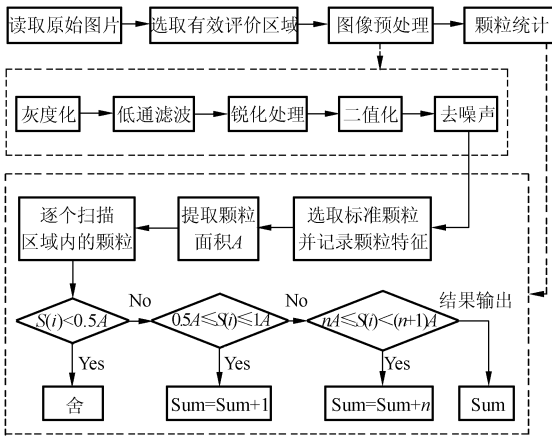 读取原始图片
选取有效评价区域
图像预处理
颗粒统计
灰度化
低通滤波
锐化处理
二值化
去噪声
逐个扫描
区域内的颗粒
提取颗粒
面积A
选取标准颗粒
并记录颗粒特征
S(i)<0.5A
No
0.5A≤S(i)≤1A
No
nA≤S(i)<(n+1)A
结果输出
Yes
Yes
Yes
舍
Sum=Sum+1
Sum=Sum+n
Sum